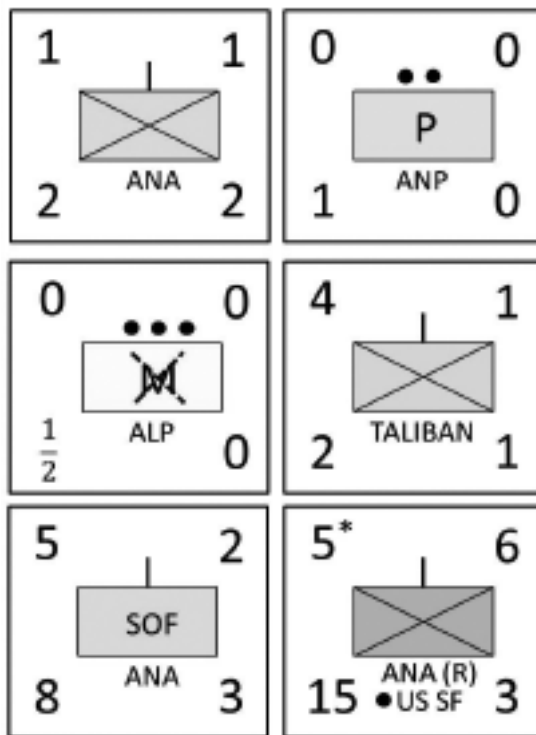 1 1 0 0
P
ANA ANP
2 2 1 0
0 0 4 1
M
ALP TALIBAN
1/2 0 2 1
5 2 5* 6
SOF
ANA ANA (R)
8 3 15 ● US SF 3